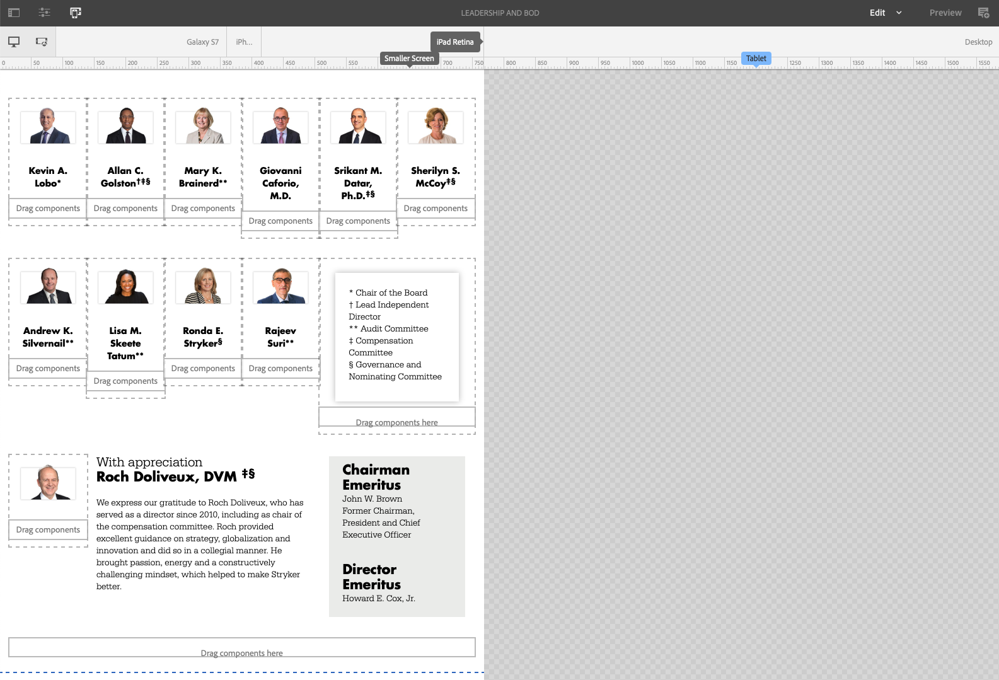 LEADERSHIP AND BOD
Edit
Preview
Galaxy S7
iPh...
iPad Retina
Desktop
Smaller Screen
Tablet
0 50 100 150 200 250 300 350 400 450 500 550 700 750 800 850 900 950 1000 1050 1100 1150 1250 1300 1350 1400 1450 1500 1550
Kevin A.
Lobo*
Allan C.
Golston†‡§
Mary K.
Brainerd**
Giovanni
Caforio,
M.D.
Srikant M.
Datar,
Ph.D.‡§
Sherilyn S.
McCoy‡§
Drag components
Drag components
Drag components
Drag components
Drag components
Drag components
Andrew K.
Silvernail**
Lisa M.
Skeete
Tatum**
Ronda E.
Stryker§
Rajeev
Suri**
Drag components
Drag components
Drag components
Drag components
* Chair of the Board
† Lead Independent
Director
** Audit Committee
‡ Compensation
Committee
§ Governance and
Nominating Committee
Drag components here
Drag components
With appreciation
Roch Doliveux, DVM ‡§
We express our gratitude to Roch Doliveux, who has
served as a director since 2010, including as chair of
the compensation committee. Roch provided
excellent guidance on strategy, globalization and
innovation and did so in a collegial manner. He
brought passion, energy and a constructively
challenging mindset, which helped to make Stryker
better.
Chairman
Emeritus
John W. Brown
Former Chairman,
President and Chief
Executive Officer
Director
Emeritus
Howard E. Cox, Jr.
Drag components here